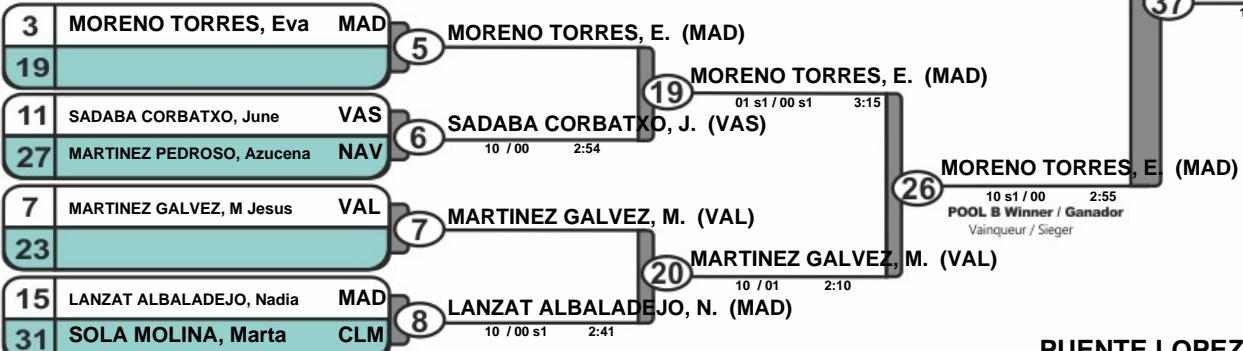 3 MORENO TORRES, Eva MAD
19
5
MORENO TORRES, E. (MAD)
11 SADABA CORBATXO, June VAS
27 MARTINEZ PEDROSO, Azucena NAV
6
SADABA CORBATXO, J. (VAS)
10 / 00 2:54
19
MORENO TORRES, E. (MAD)
01 s1 / 00 s1 3:15
7 MARTINEZ GALVEZ, M Jesus VAL
23
7
MARTINEZ GALVEZ, M. (VAL)
15 LANZAT ALBALADEJO, Nadia MAD
31 SOLA MOLINA, Marta CLM
8
LANZAT ALBALADEJO, N. (MAD)
10 / 00 s1 2:41
20
MARTINEZ GALVEZ, M. (VAL)
10 / 01 2:10
26
MORENO TORRES, E. (MAD)
10 s1 / 00 2:55
POOL B Winner / Ganador
Vainqueur / Sieger
37
PUENTE LOPEZ